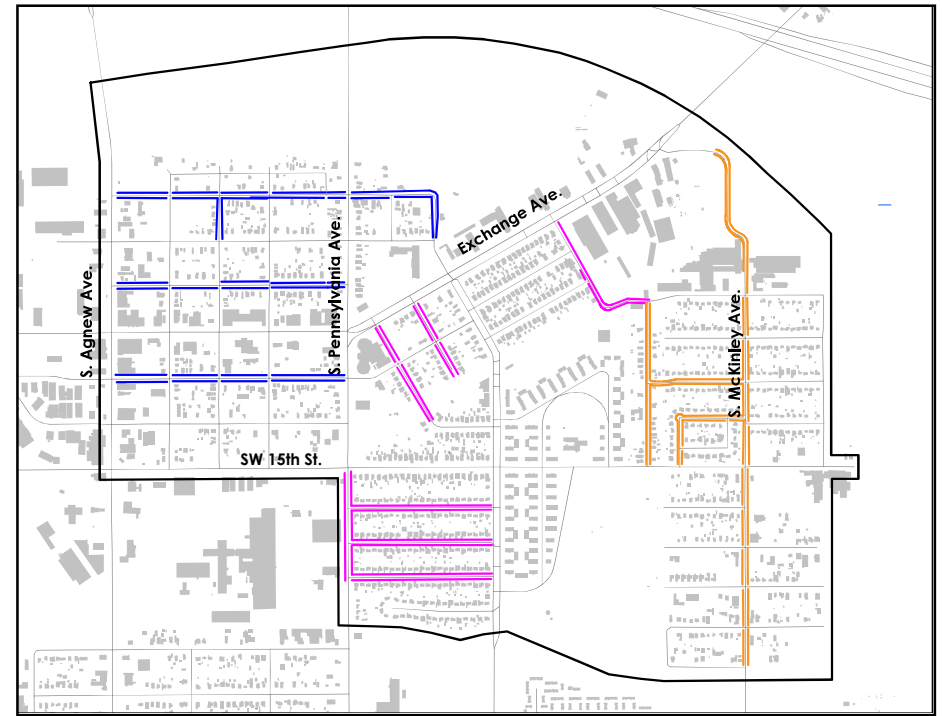 Exchange Ave.
S. Agnew Ave.
S. Pennsylvania Ave.
S. McKinley Ave.
SW 15th St.